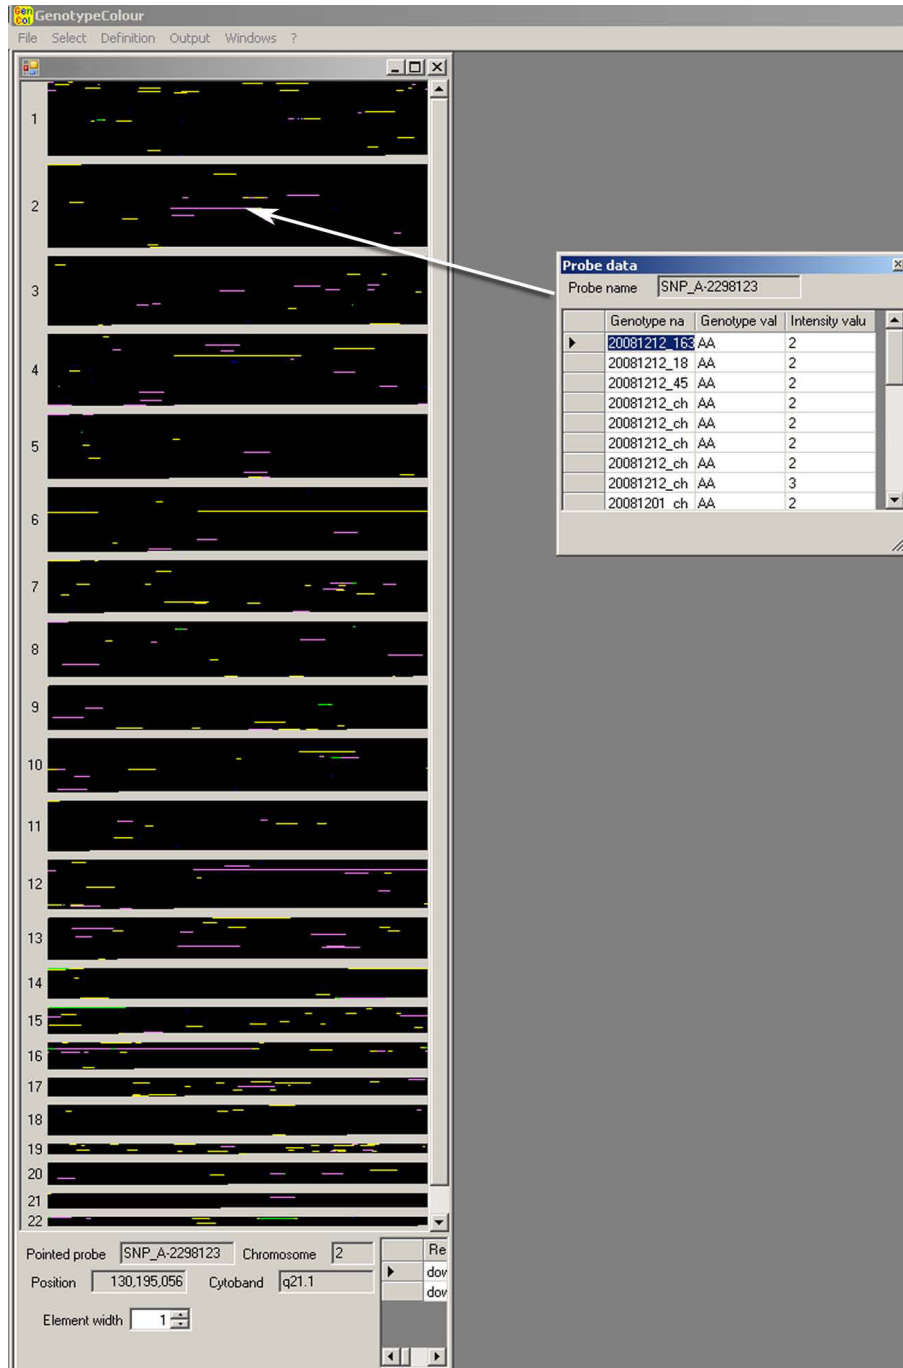 Gen
Col
GenotypeColour
File Select Definition Output Windows ?
1
2
3
4
5
6
7
8
9
10
11
12
13
14
15
16
17
18
19
20
21
22
Probe data
Probe name SNP_A-2298123
Genotype na Genotype val Intensity valu
20081212_163 AA 2
20081212_18 AA 2
20081212_45 AA 2
20081212_ch AA 2
20081212_ch AA 2
20081212_ch AA 2
20081212_ch AA 2
20081212_ch AA 3
20081201_ch AA 2
Pointed probe SNP_A-2298123 Chromosome 2
Position 130,195,056 Cytoband q21.1
Element width 1
Re
dov
dov